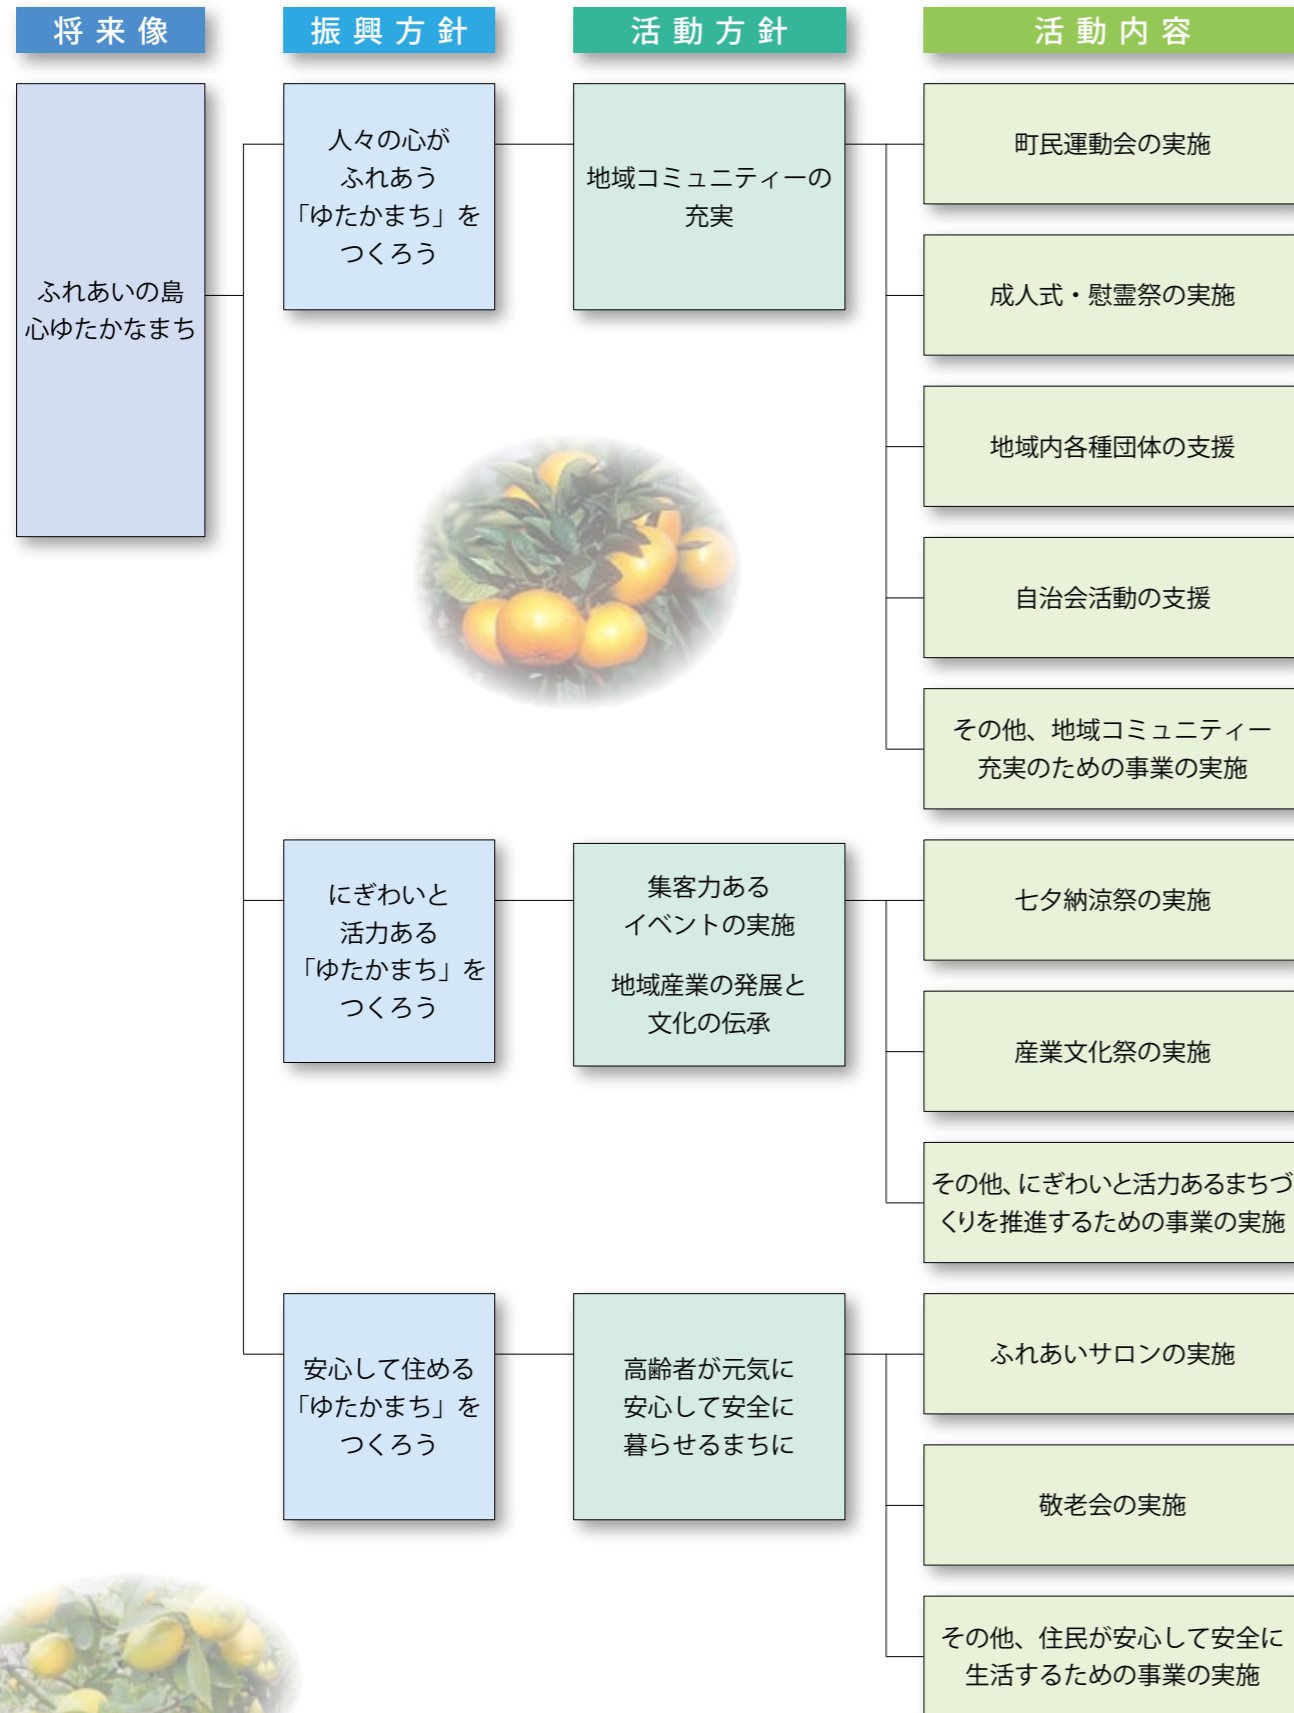 将来像
振興方針
活動方針
活動内容
ふれあいの島
心ゆたかなまち
人々の心が
ふれあう
「ゆたかまち」を
つくろう
地域コミュニティーの
充実
町民運動会の実施
成人式・慰霊祭の実施
地域内各種団体の支援
自治会活動の支援
その他、地域コミュニティー
充実のための事業の実施
にぎわいと
活力ある
「ゆたかまち」を
つくろう
集客力ある
イベントの実施
地域産業の発展と
文化の伝承
七夕納涼祭の実施
産業文化祭の実施
その他、にぎわいと活力あるまちづ
くりを推進するための事業の実施
安心して住める
「ゆたかまち」を
つくろう
高齢者が元気に
安心して安全に
暮らせるまちに
ふれあいサロンの実施
敬老会の実施
その他、住民が安心して安全に
生活するための事業の実施